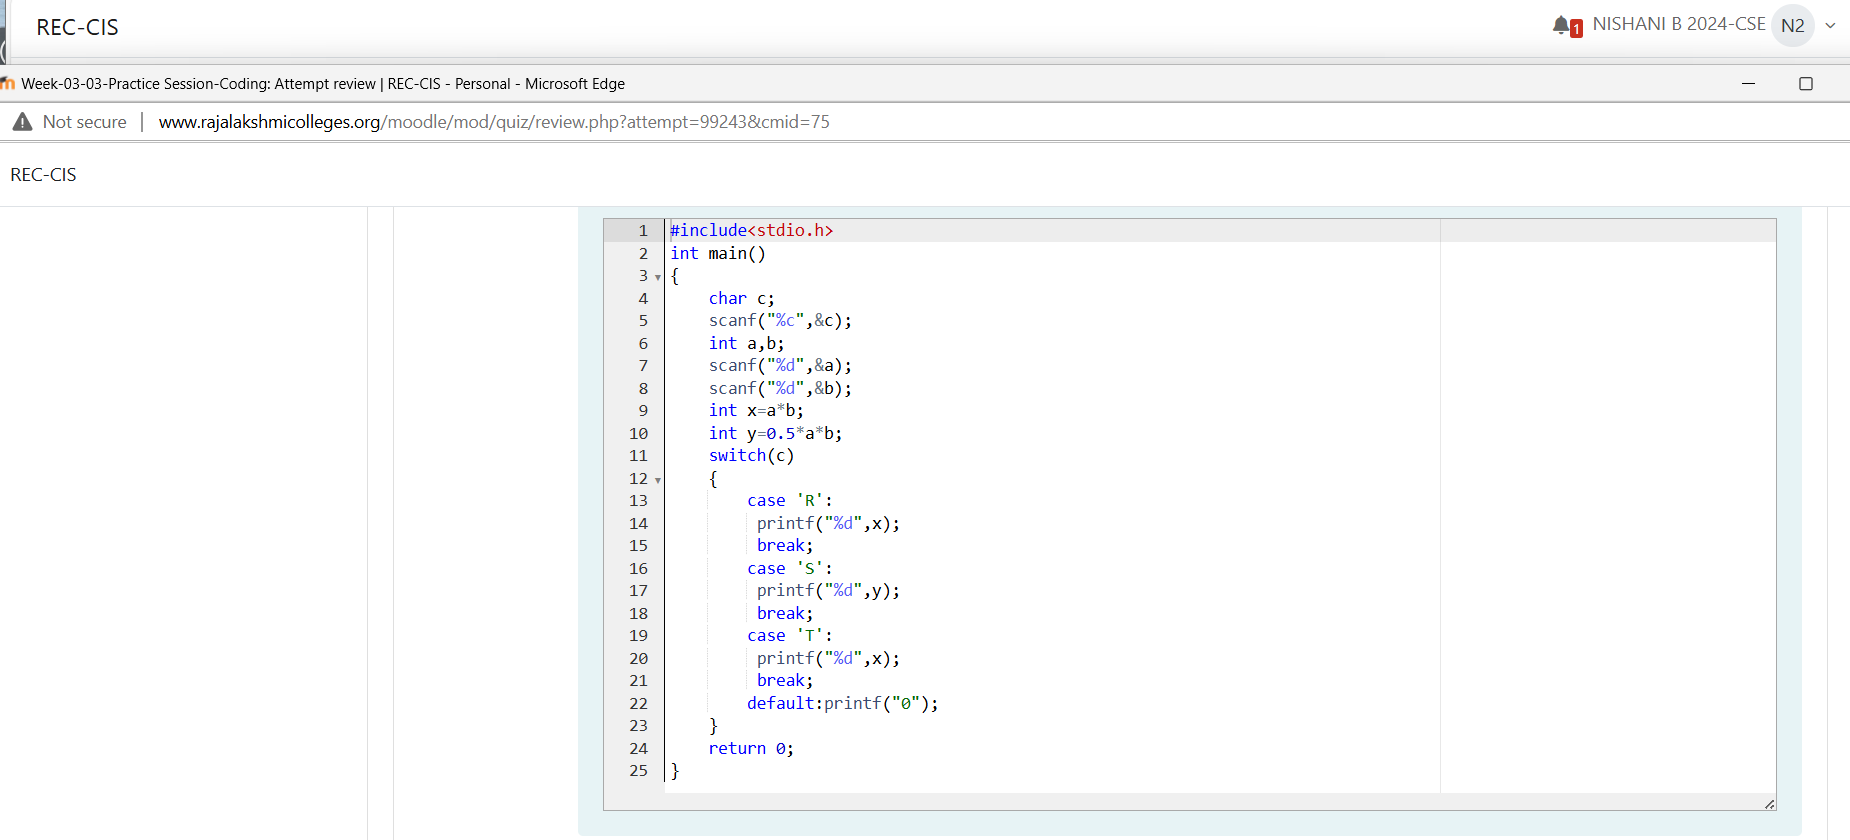 REC-CIS
1 NISHANI B 2024-CSE N2
Week-03-03-Practice Session-Coding: Attempt review | REC-CIS - Personal - Microsoft Edge
Not secure | www.rajalakshmicolleges.org/moodle/mod/quiz/review.php?attempt=99243&cmid=75
REC-CIS
1 #include<stdio.h>
2 int main()
3 {
4     char c;
5     scanf("%c",&c);
6     int a,b;
7     scanf("%d",&a);
8     scanf("%d",&b);
9     int x=a*b;
10     int y=0.5*a*b;
11     switch(c)
12     {
13         case 'R':
14          printf("%d",x);
15          break;
16         case 'S':
17          printf("%d",y);
18          break;
19         case 'T':
20          printf("%d",x);
21          break;
22         default:printf("0");
23     }
24     return 0;
25 }